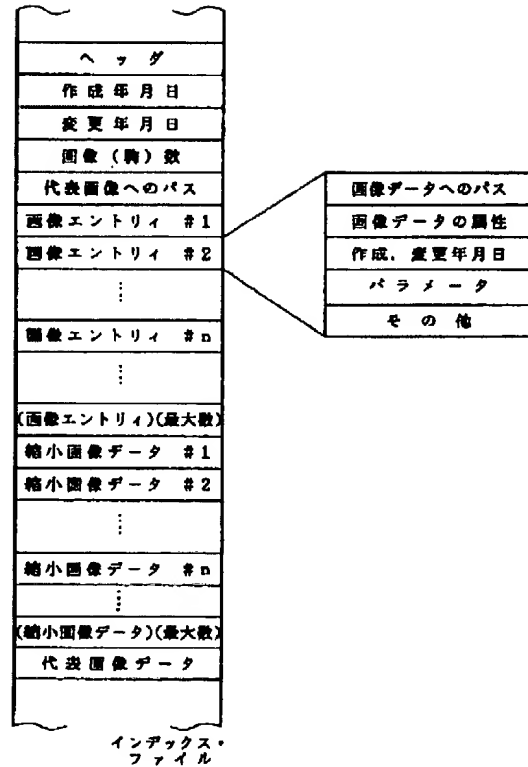 ヘッダ
作成年月日
変更年月日
画像(駒)数
代表画像へのパス
画像エントリィ #1
画像エントリィ #2
画像エントリィ #n
(画像エントリィ)(最大数)
縮小画像データ #1
縮小画像データ #2
縮小画像データ #n
(縮小画像データ)(最大数)
代表画像データ
インデックス・
ファイル
画像データへのパス
画像データの属性
作成,変更年月日
パラメータ
その他